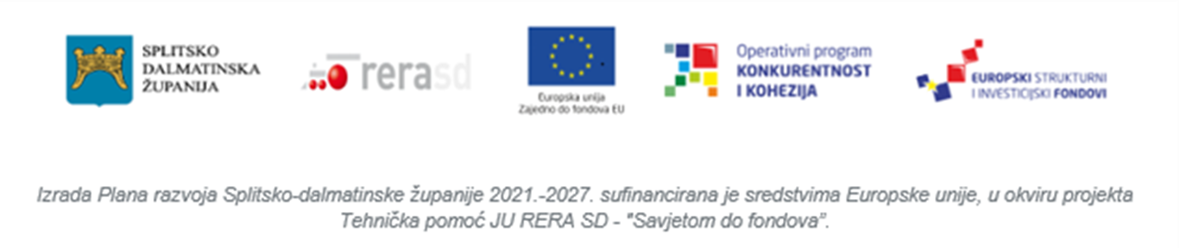 SPLITSKO
DALMATINSKA
ŽUPANIJA
rerasd
Europska unija
Zajedno do fondova EU
Operativni program
KONKURENTNOST
I KOHEZIJA
EUROPSKI STRUKTURNI
I INVESTICIJSKI FONDOVI
Izrada Plana razvoja Splitsko-dalmatinske županije 2021.-2027. sufinancirana je sredstvima Europske unije, u okviru projekta
Tehnička pomoć JU RERA SD - "Savjetom do fondova”.